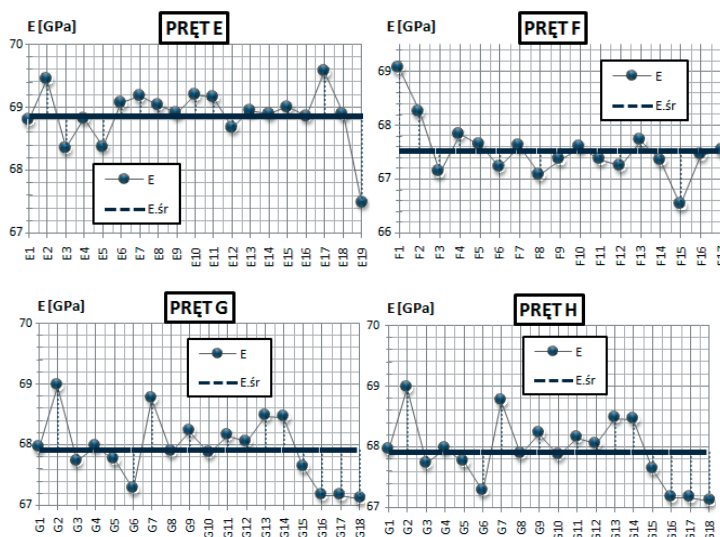 E [GPa]
PRĘT E
70
69
68
67
E
E.śr
E1 E2 E3 E4 E5 E6 E7 E8 E9 E10 E11 E12 E13 E14 E15 E16 E17 E18 E19
E [GPa]
PRĘT F
69
68
67
66
E
E.śr
F1 F2 F3 F4 F5 F6 F7 F8 F9 F10 F11 F12 F13 F14 F15 F16 F17
E [GPa]
PRĘT G
70
69
68
67
E
E.śr
G1 G2 G3 G4 G5 G6 G7 G8 G9 G10 G11 G12 G13 G14 G15 G16 G17 G18
E [GPa]
PRĘT H
70
69
68
67
E
E.śr
G1 G2 G3 G4 G5 G6 G7 G8 G9 G10 G11 G12 G13 G14 G15 G16 G17 G18